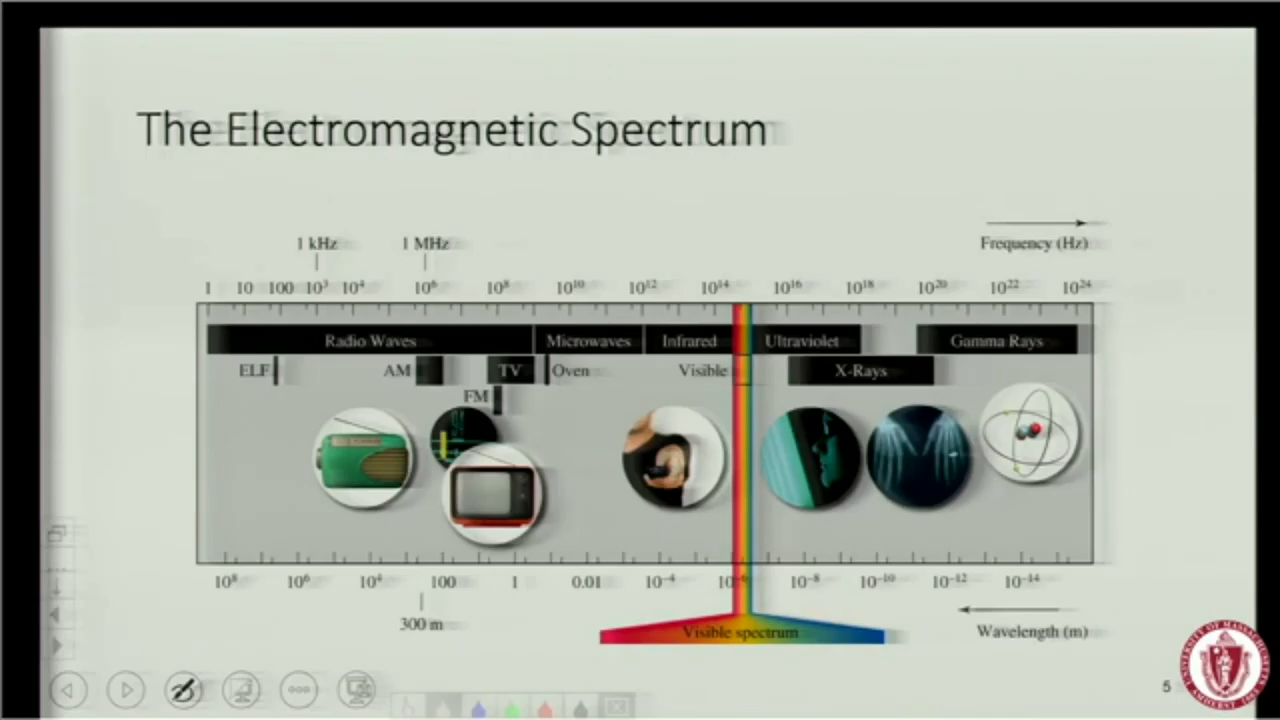 The Electromagnetic Spectrum
1 kHz 1 MHz Frequency (Hz)
1 10 100 10³ 10⁴ 10⁶ 10⁸ 10¹⁰ 10¹² 10¹⁴ 10¹⁶ 10¹⁸ 10²⁰ 10²² 10²⁴
Radio Waves Microwaves Infrared Ultraviolet Gamma Rays
ELF AM TV Oven Visible X-Rays
FM
10⁸ 10⁶ 10⁴ 100 1 0.01 10⁻⁴ 10⁻⁶ 10⁻⁸ 10⁻¹⁰ 10⁻¹² 10⁻¹⁴
300 m Visible spectrum Wavelength (m)
5